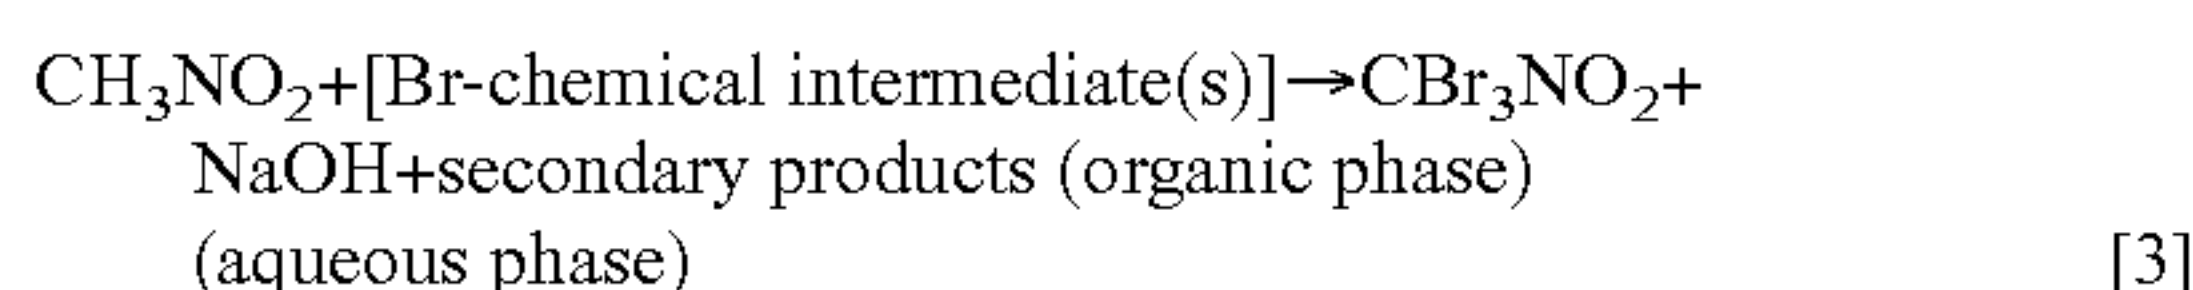 CH₃NO₂+[Br-chemical intermediate(s)]→CBr₃NO₂+
NaOH+secondary products (organic phase)
(aqueous phase) [3]